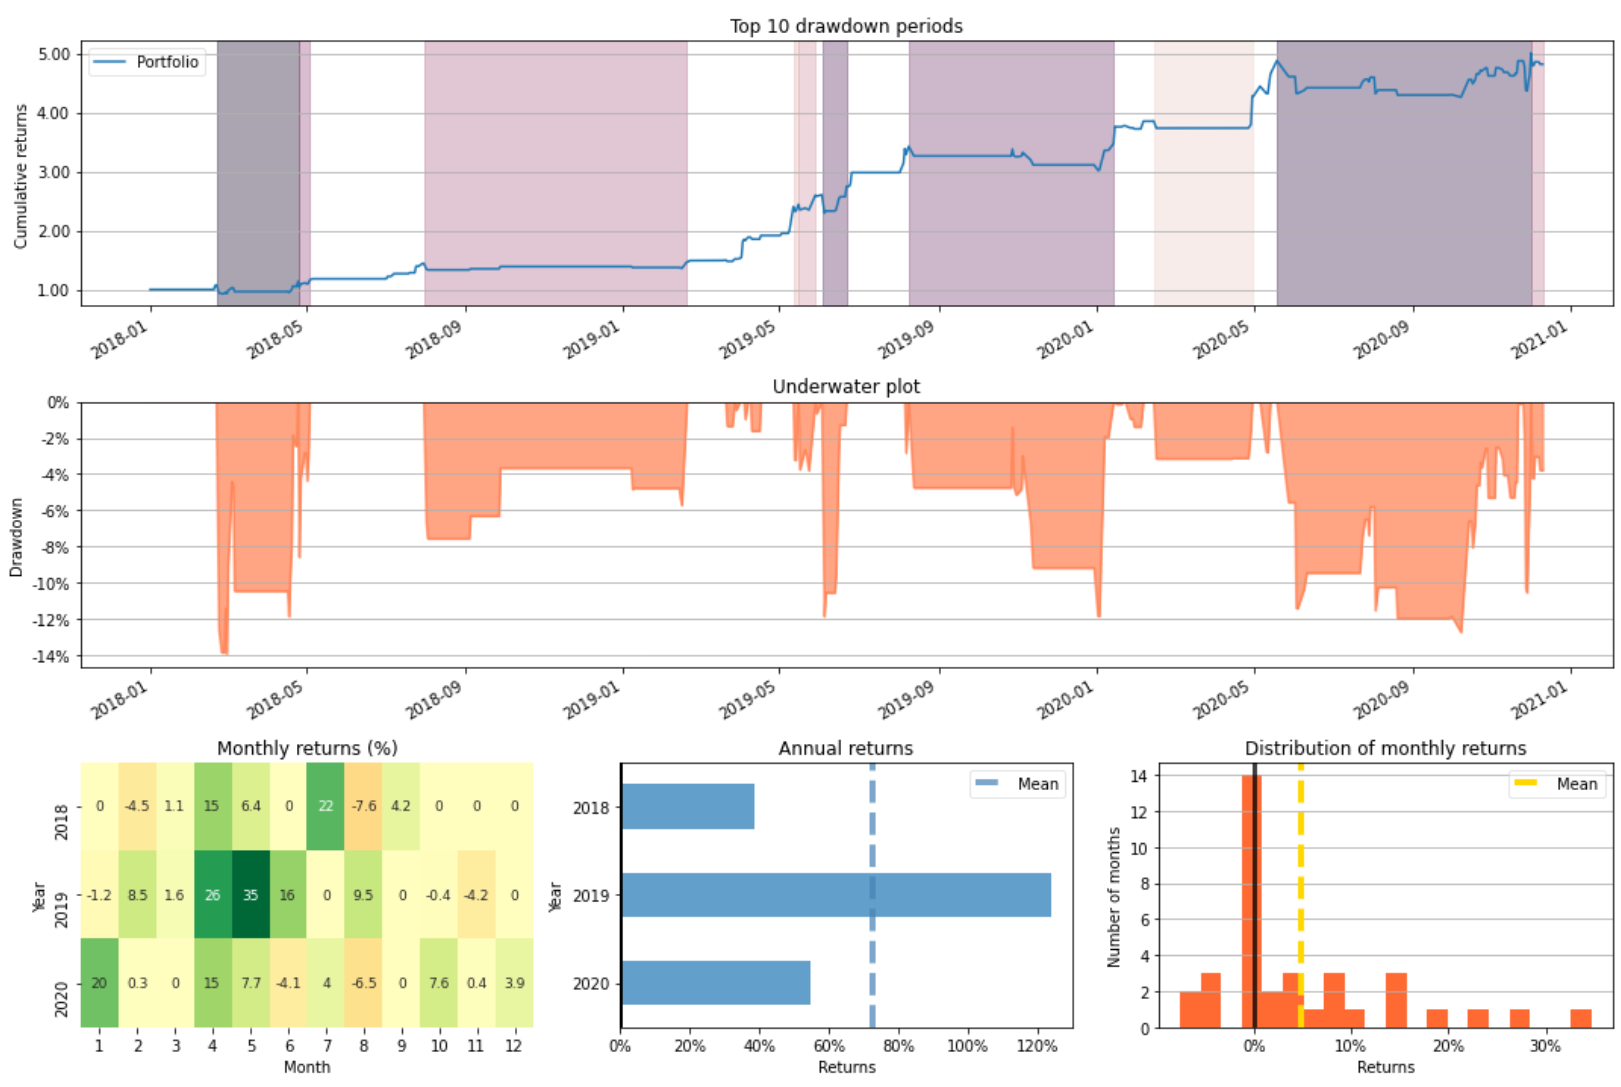 Top 10 drawdown periods
Portfolio
Cumulative returns
5.00
4.00
3.00
2.00
1.00
2018-01 2018-05 2018-09 2019-01 2019-05 2019-09 2020-01 2020-05 2020-09 2021-01
Underwater plot
Drawdown
0%
-2%
-4%
-6%
-8%
-10%
-12%
-14%
2018-01 2018-05 2018-09 2019-01 2019-05 2019-09 2020-01 2020-05 2020-09 2021-01
Monthly returns (%)
Year
2018 0 -4.5 1.1 15 6.4 0 22 -7.6 4.2 0 0 0
2019 -1.2 8.5 1.6 26 35 16 0 9.5 0 -0.4 -4.2 0
2020 20 0.3 0 15 7.7 -4.1 4 -6.5 0 7.6 0.4 3.9
1 2 3 4 5 6 7 8 9 10 11 12
Month
Annual returns
Mean
Year
2018
2019
2020
0% 20% 40% 60% 80% 100% 120%
Returns
Distribution of monthly returns
Mean
Number of months
14
12
10
8
6
4
2
0
0% 10% 20% 30%
Returns